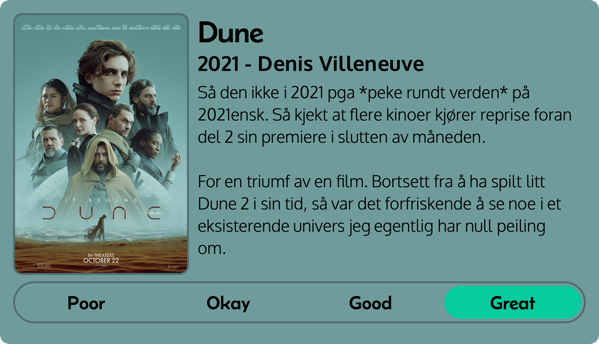 Dune
2021 - Denis Villeneuve
Så den ikke i 2021 pga *peke rundt verden* på
2021ensk. Så kjekt at flere kinoer kjører reprise foran
del 2 sin premiere i slutten av måneden.
For en triumf av en film. Bortsett fra å ha spilt litt
Dune 2 i sin tid, så var det forfriskende å se noe i et
eksisterende univers jeg egentlig har null peiling
om.
IT BEGINS
DUNE
IN THEATERS
OCTOBER 22
Poor
Okay
Good
Great